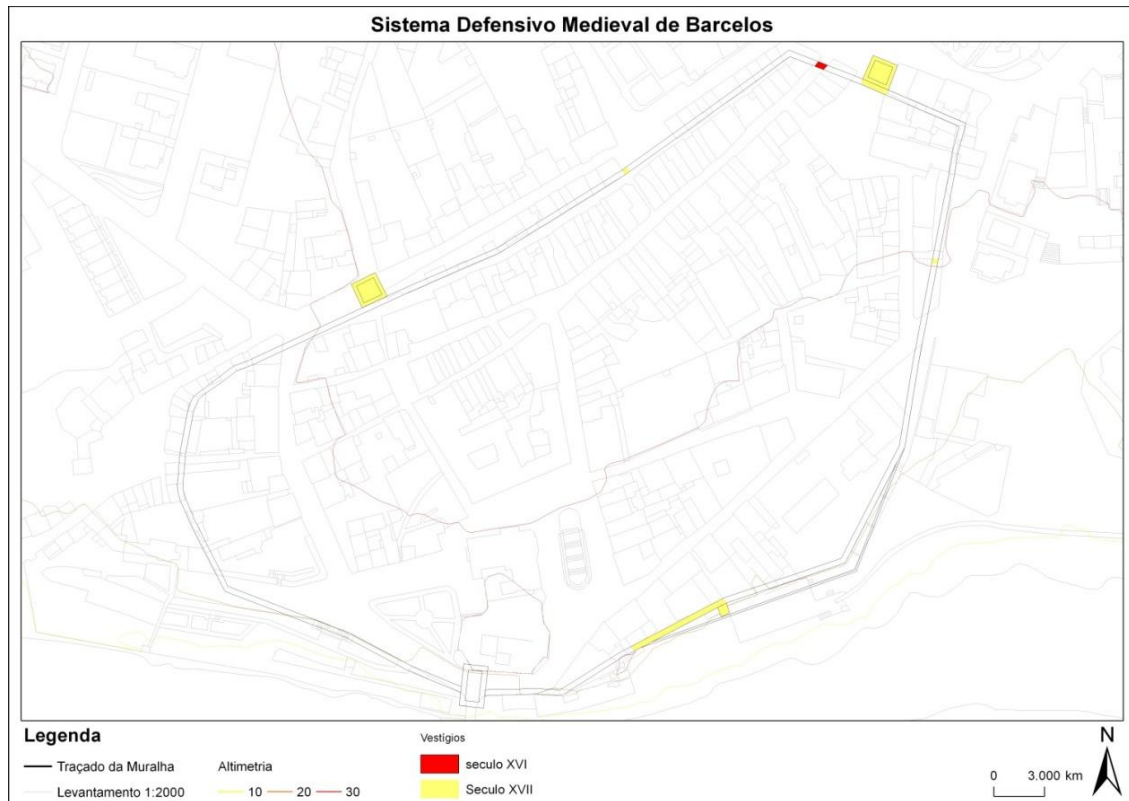 Sistema Defensivo Medieval de Barcelos
Legenda
Traçado da Muralha
Levantamento 1:2000
Altimetria
10 20 30
Vestígios
seculo XVI
Seculo XVII
0 3.000 km
N